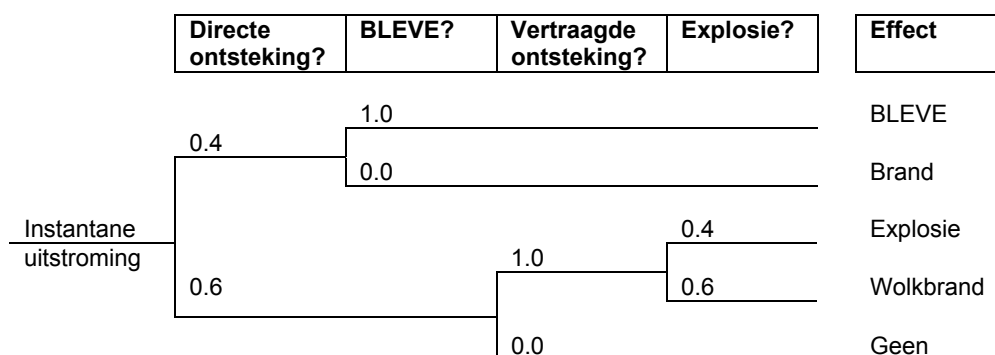 Directe
ontsteking?
BLEVE?
Vertraagde
ontsteking?
Explosie?
Effect
1.0
BLEVE
0.4
0.0
Brand
Instantane
uitstroming
0.4
Explosie
1.0
0.6
0.6
Wolkbrand
0.0
Geen